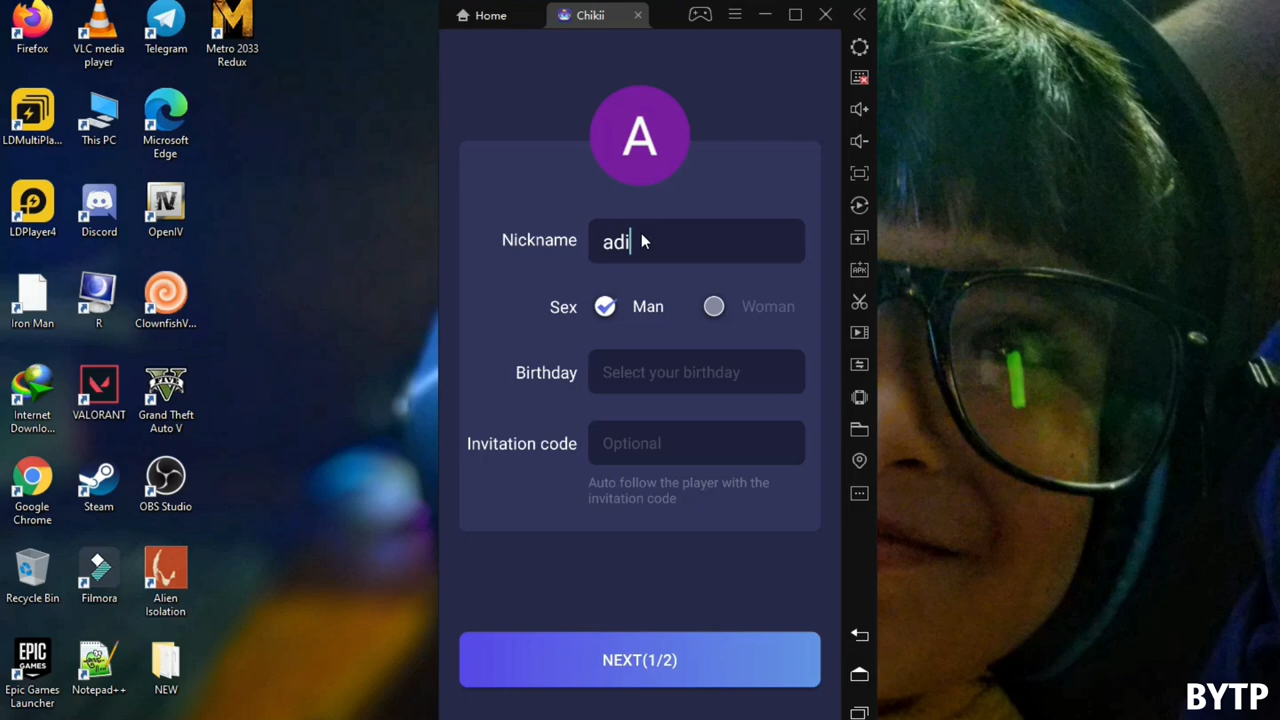 Home
Chikii
Firefox
VLC media
player
Telegram
Metro 2033
Redux
LDMultiPla...
This PC
Microsoft
Edge
LDPlayer4
Discord
OpenIV
Iron Man
R
ClownfishV...
Internet
Downlo...
VALORANT
Grand Theft
Auto V
Google
Chrome
Steam
OBS Studio
Recycle Bin
Filmora
Alien
Isolation
Epic Games
Launcher
Notepad++
NEW
EPIC
GAMES
A
Nickname
adi
Sex
Man
Woman
Birthday
Select your birthday
Invitation code
Optional
Auto follow the player with the
invitation code
NEXT(1/2)
APK
BYTP